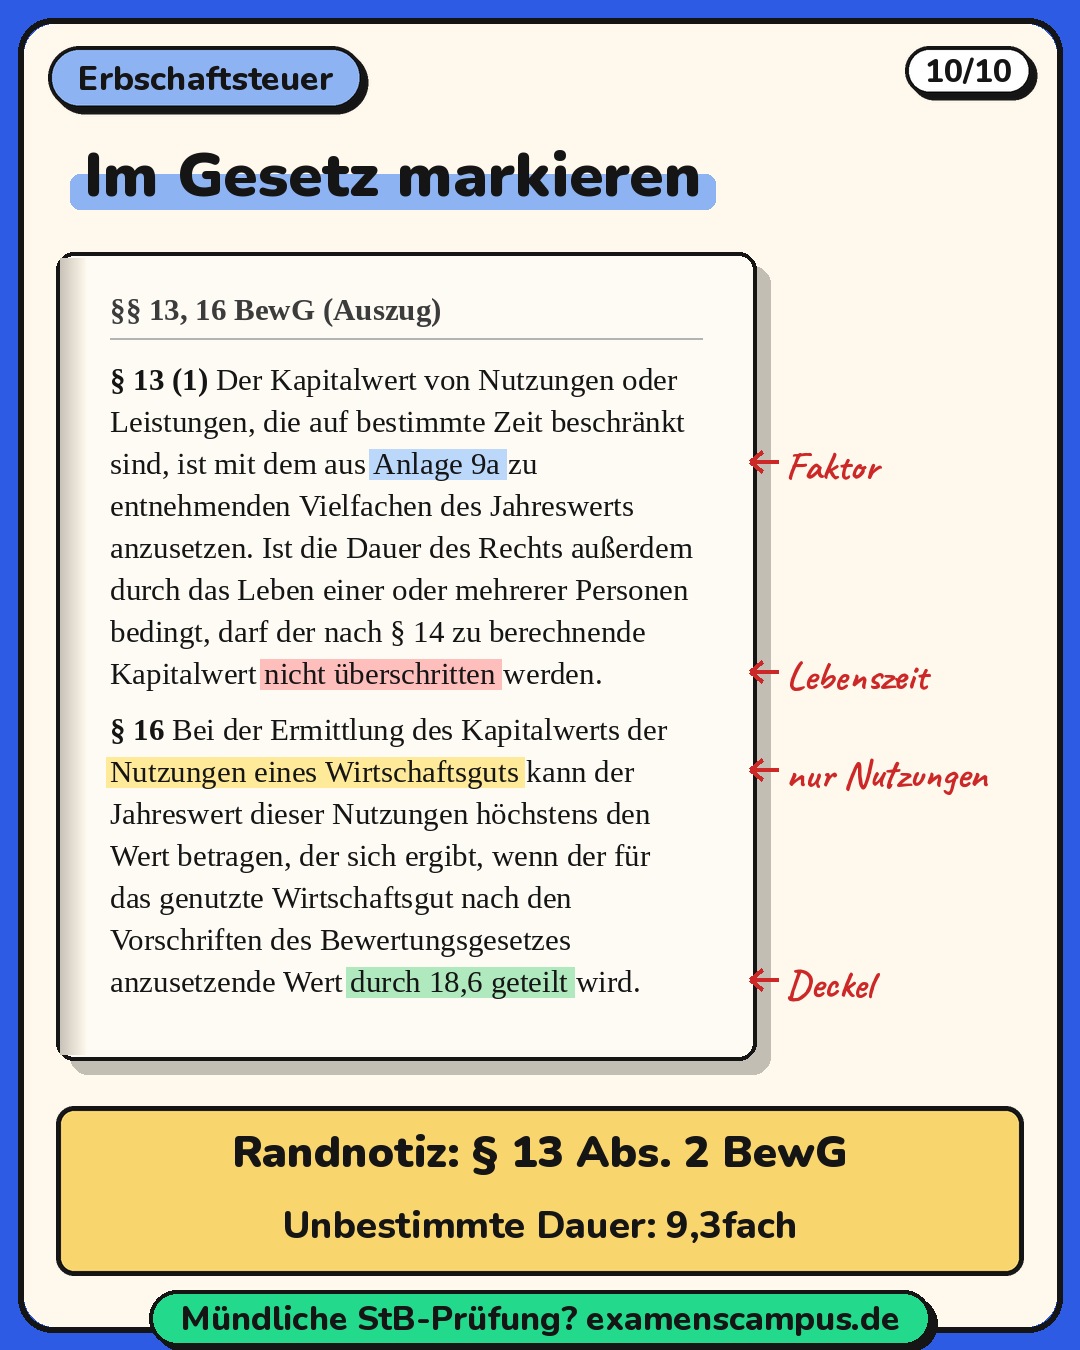 Erbschaftsteuer
10/10
Im Gesetz markieren
§§ 13, 16 BewG (Auszug)
§ 13 (1) Der Kapitalwert von Nutzungen oder
Leistungen, die auf bestimmte Zeit beschränkt
sind, ist mit dem aus Anlage 9a zu
Faktor
entnehmenden Vielfachen des Jahreswerts
anzusetzen. Ist die Dauer des Rechts außerdem
durch das Leben einer oder mehrerer Personen
bedingt, darf der nach § 14 zu berechnende
Kapitalwert nicht überschritten werden.
Lebenszeit
§ 16 Bei der Ermittlung des Kapitalwerts der
Nutzungen eines Wirtschaftsguts kann der
nur Nutzungen
Jahreswert dieser Nutzungen höchstens den
Wert betragen, der sich ergibt, wenn der für
das genutzte Wirtschaftsgut nach den
Vorschriften des Bewertungsgesetzes
anzusetzende Wert durch 18,6 geteilt wird.
Deckel
Randnotiz: § 13 Abs. 2 BewG
Unbestimmte Dauer: 9,3fach
Mündliche StB-Prüfung? examenscampus.de